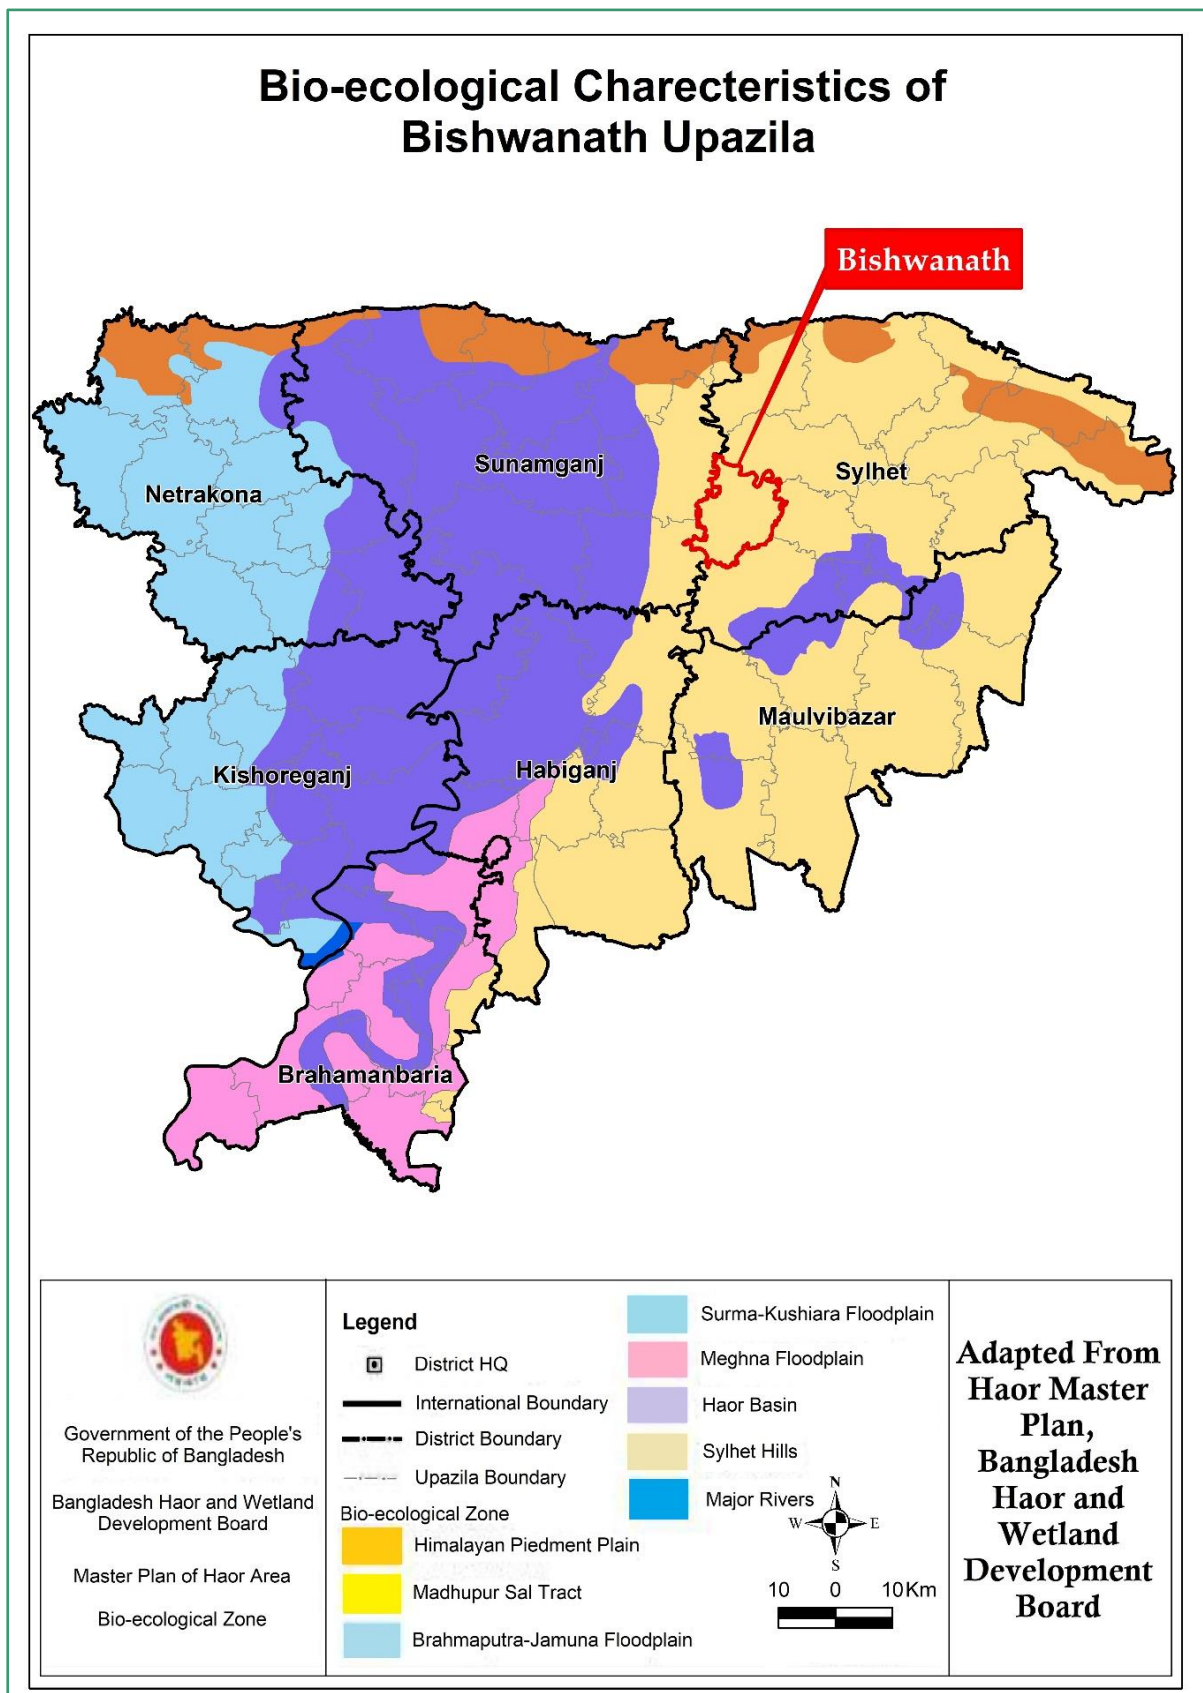 Bio-ecological Charecteristics of
Bishwanath Upazila
Bishwanath
Sunamganj
Sylhet
Netrakona
Maulvibazar
Kishoreganj
Habiganj
Brahamanbaria
Government of the People's
Republic of Bangladesh
Bangladesh Haor and Wetland
Development Board
Master Plan of Haor Area
Bio-ecological Zone
Legend
District HQ
International Boundary
District Boundary
Upazila Boundary
Bio-ecological Zone
Himalayan Piedment Plain
Madhupur Sal Tract
Brahmaputra-Jamuna Floodplain
Surma-Kushiara Floodplain
Meghna Floodplain
Haor Basin
Sylhet Hills
Major Rivers
N
W E
S
10 0 10 Km
Adapted From
Haor Master
Plan,
Bangladesh
Haor and
Wetland
Development
Board